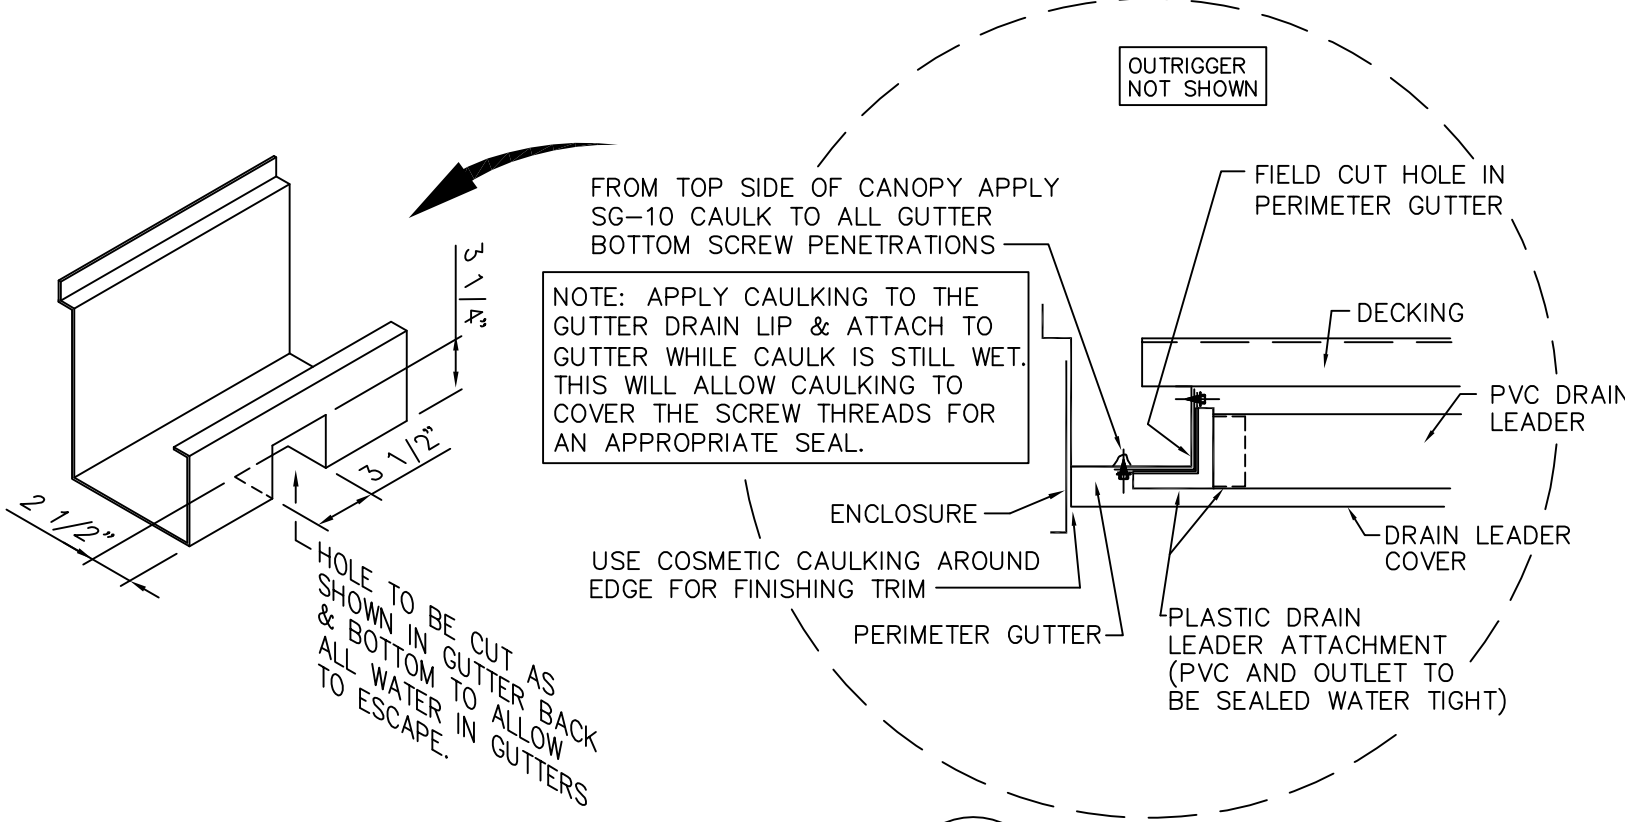 OUTRIGGER
NOT SHOWN
FROM TOP SIDE OF CANOPY APPLY
SG-10 CAULK TO ALL GUTTER
BOTTOM SCREW PENETRATIONS
FIELD CUT HOLE IN
PERIMETER GUTTER
NOTE: APPLY CAULKING TO THE
GUTTER DRAIN LIP & ATTACH TO
GUTTER WHILE CAULK IS STILL WET.
THIS WILL ALLOW CAULKING TO
COVER THE SCREW THREADS FOR
AN APPROPRIATE SEAL.
3 1/4"
3 1/2"
2 1/2"
DECKING
PVC DRAIN
LEADER
ENCLOSURE
DRAIN LEADER
COVER
USE COSMETIC CAULKING AROUND
EDGE FOR FINISHING TRIM
PERIMETER GUTTER
PLASTIC DRAIN
LEADER ATTACHMENT
(PVC AND OUTLET TO
BE SEALED WATER TIGHT)
HOLE TO BE CUT AS
SHOWN IN GUTTER BACK
& BOTTOM TO ALLOW
ALL WATER IN GUTTERS
TO ESCAPE.